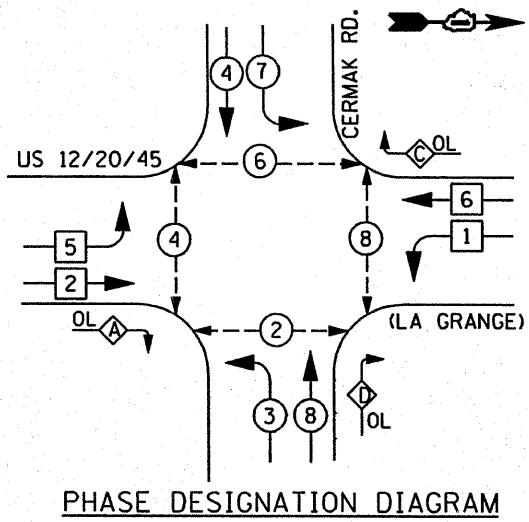 CERMAK RD.
4
7
US 12/20/45
6
C
OL
6
4
8
5
1
2
OL
A
2
(LA GRANGE)
D
3
8
OL
PHASE DESIGNATION DIAGRAM